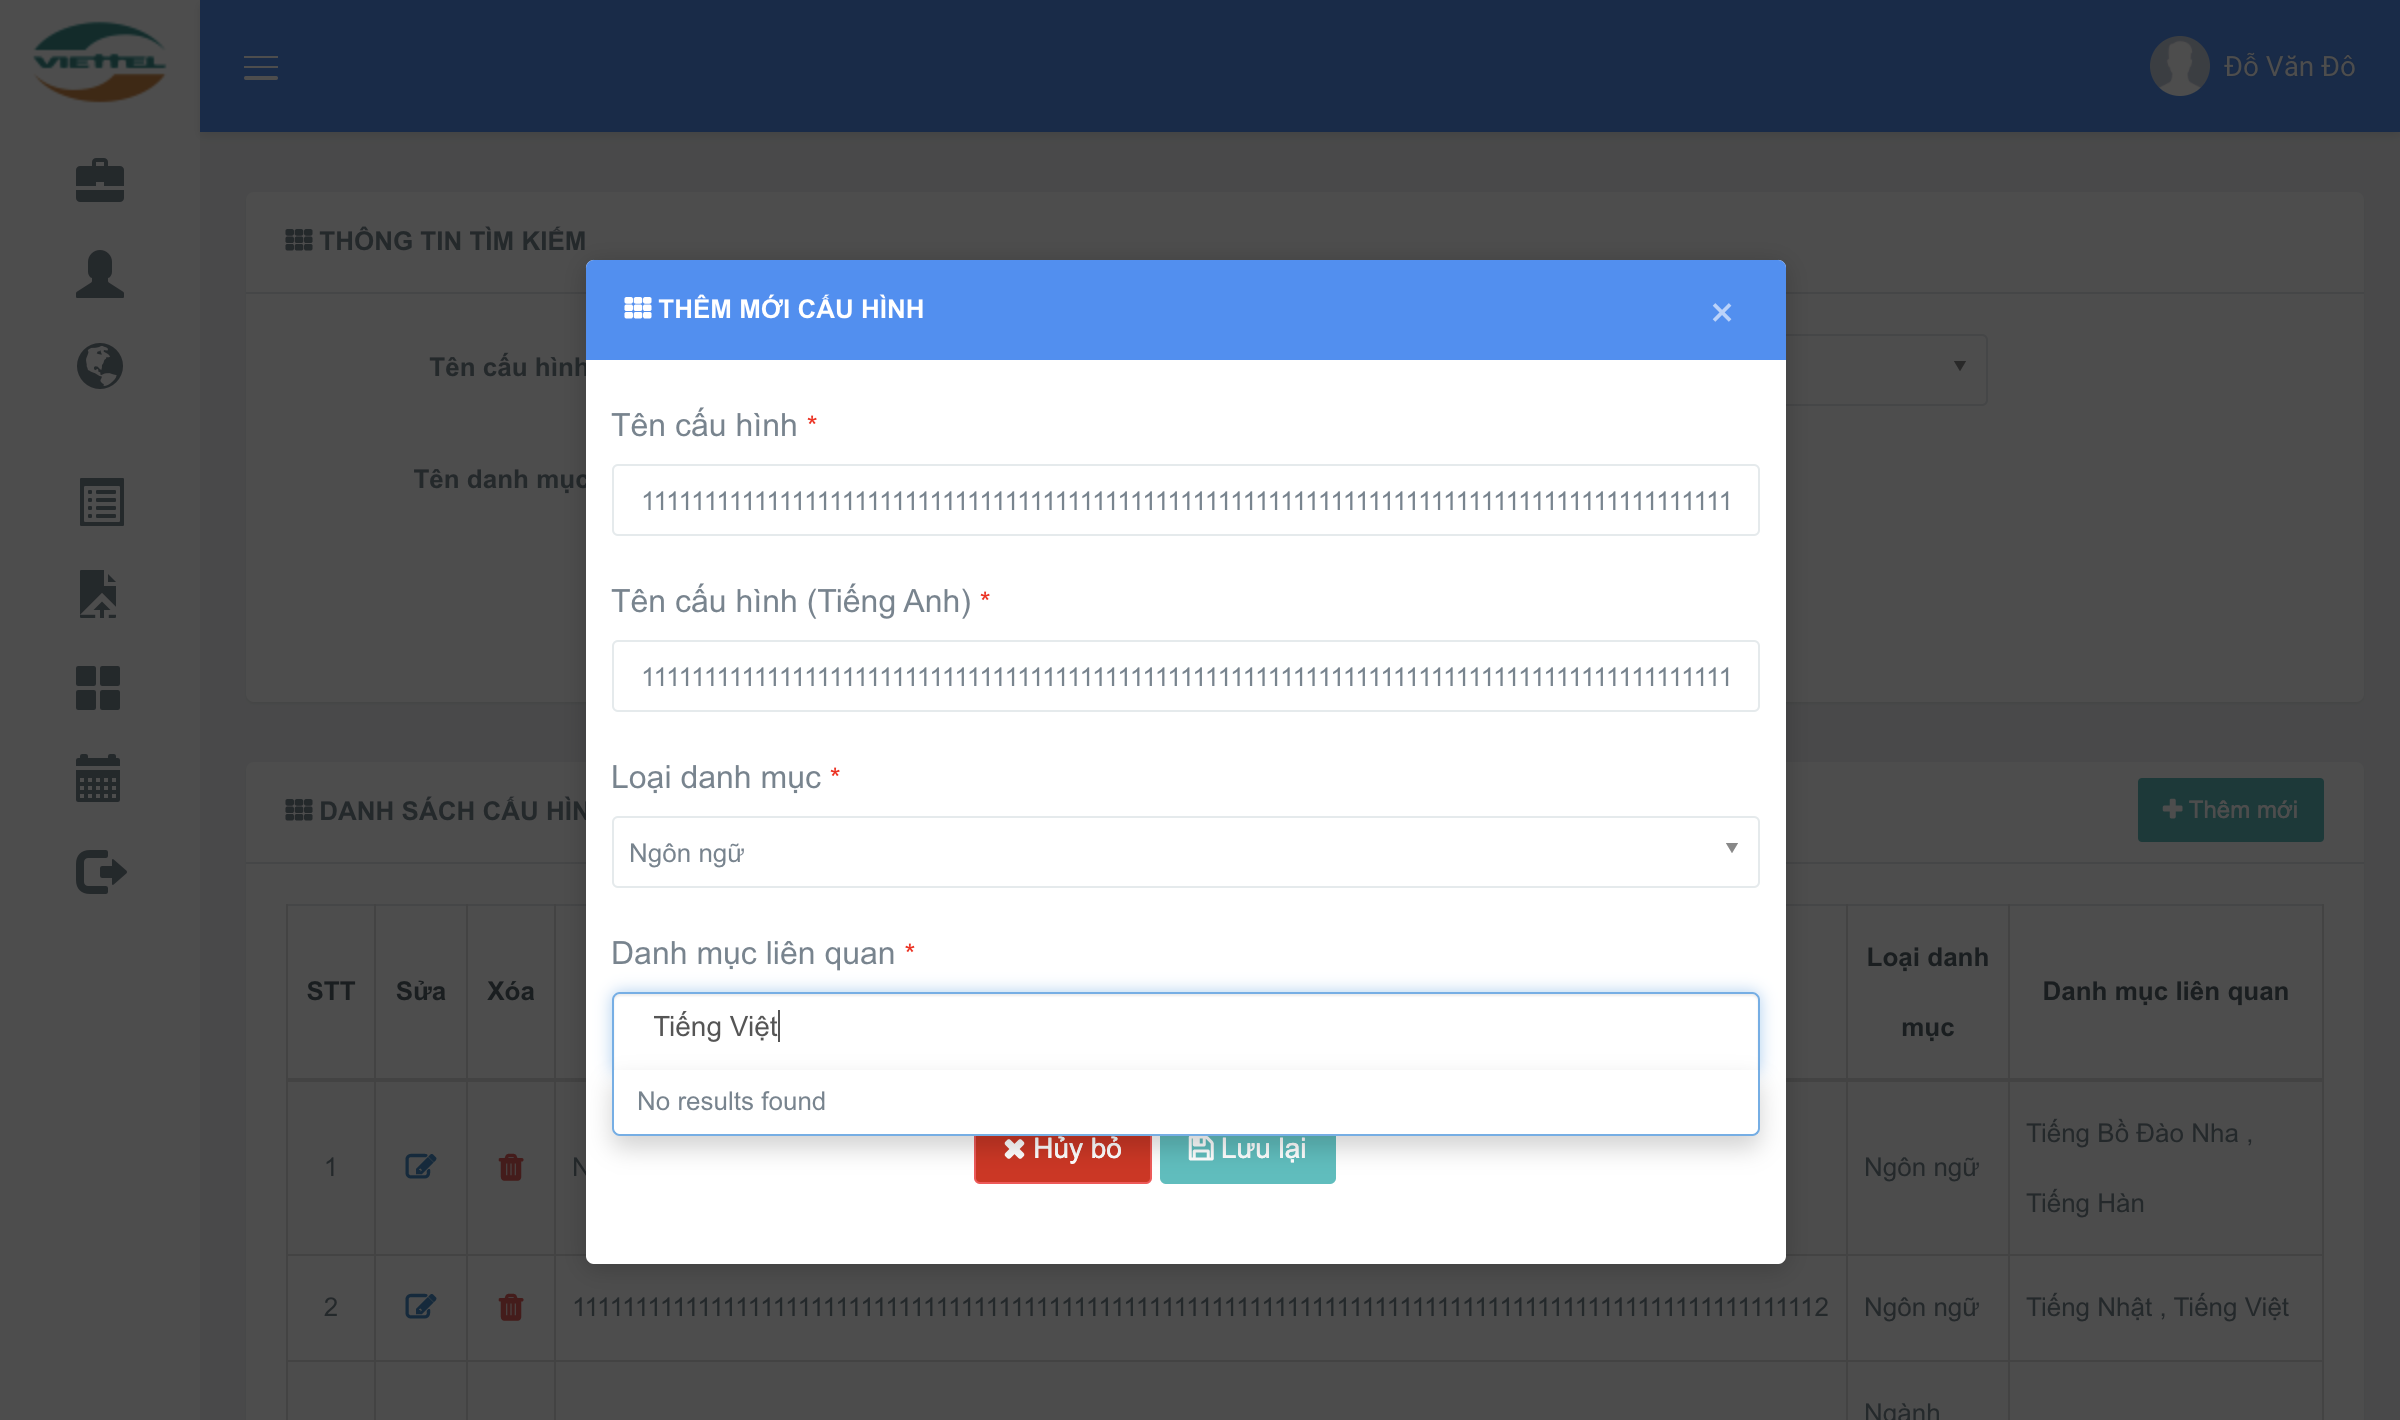 VIETTEL
Đỗ Văn Đô
THÔNG TIN TÌM KIẾM
THÊM MỚI CẤU HÌNH
×
Tên cấu hình
Tên danh mục
Tên cấu hình *
Tên cấu hình (Tiếng Anh) *
Loại danh mục *
Ngôn ngữ
Danh mục liên quan *
Tiếng Việt
No results found
Hủy bỏ
Lưu lại
DANH SÁCH CẤU HÌN
Thêm mới
STT
Sửa
Xóa
Loại danh
mục
Danh mục liên quan
1
N
Ngôn ngữ
Tiếng Bồ Đào Nha ,
Tiếng Hàn
2
Ngôn ngữ
Tiếng Nhật , Tiếng Việt
Ngành